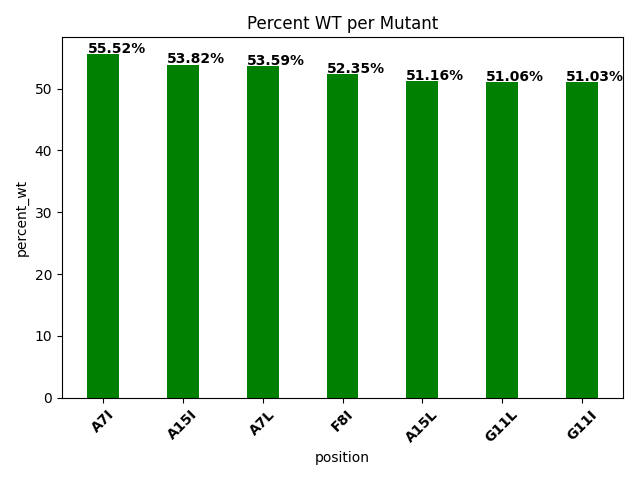 Percent WT per Mutant
55.52%
53.82%
53.59%
52.35%
51.16%
51.06%
51.03%
percent_wt
50
40
30
20
10
0
A7I
A15I
A7L
F8I
A15L
G11L
G11I
position